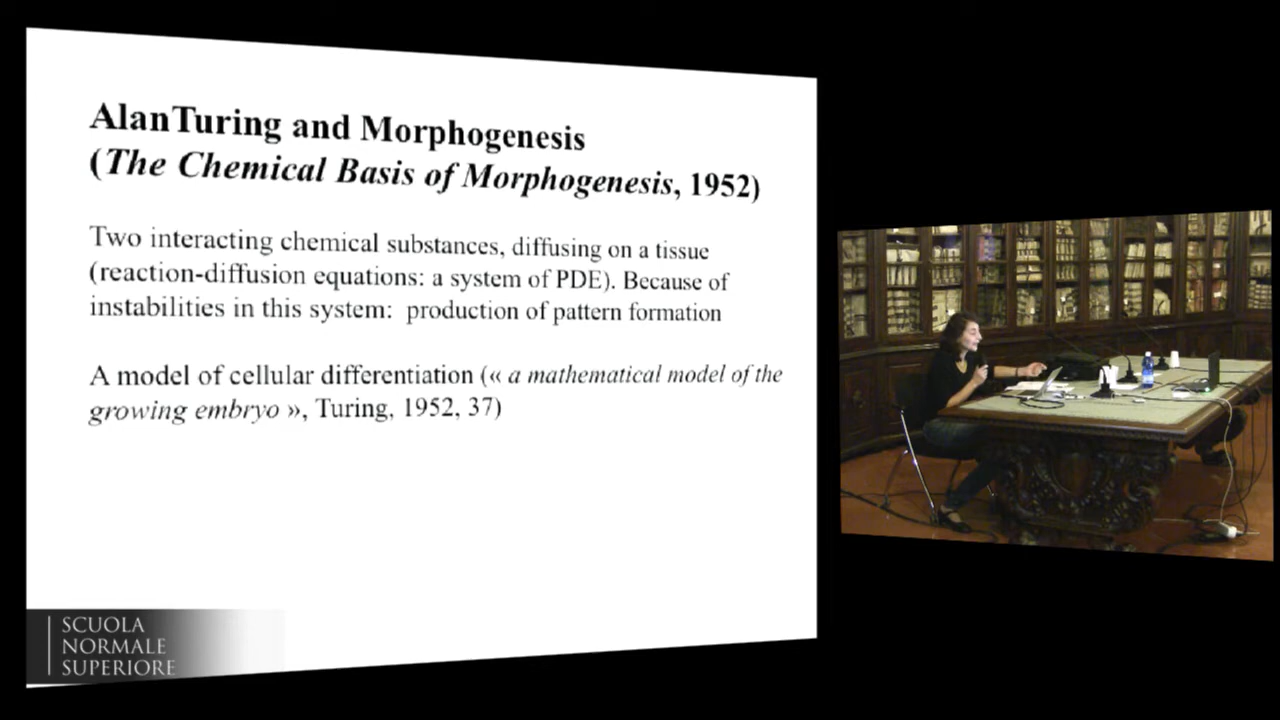 AlanTuring and Morphogenesis
(The Chemical Basis of Morphogenesis, 1952)
Two interacting chemical substances, diffusing on a tissue
(reaction-diffusion equations: a system of PDE). Because of
instabilities in this system: production of pattern formation
A model of cellular differentiation (« a mathematical model of the
growing embryo », Turing, 1952, 37)
SCUOLA
NORMALE
SUPERIORE